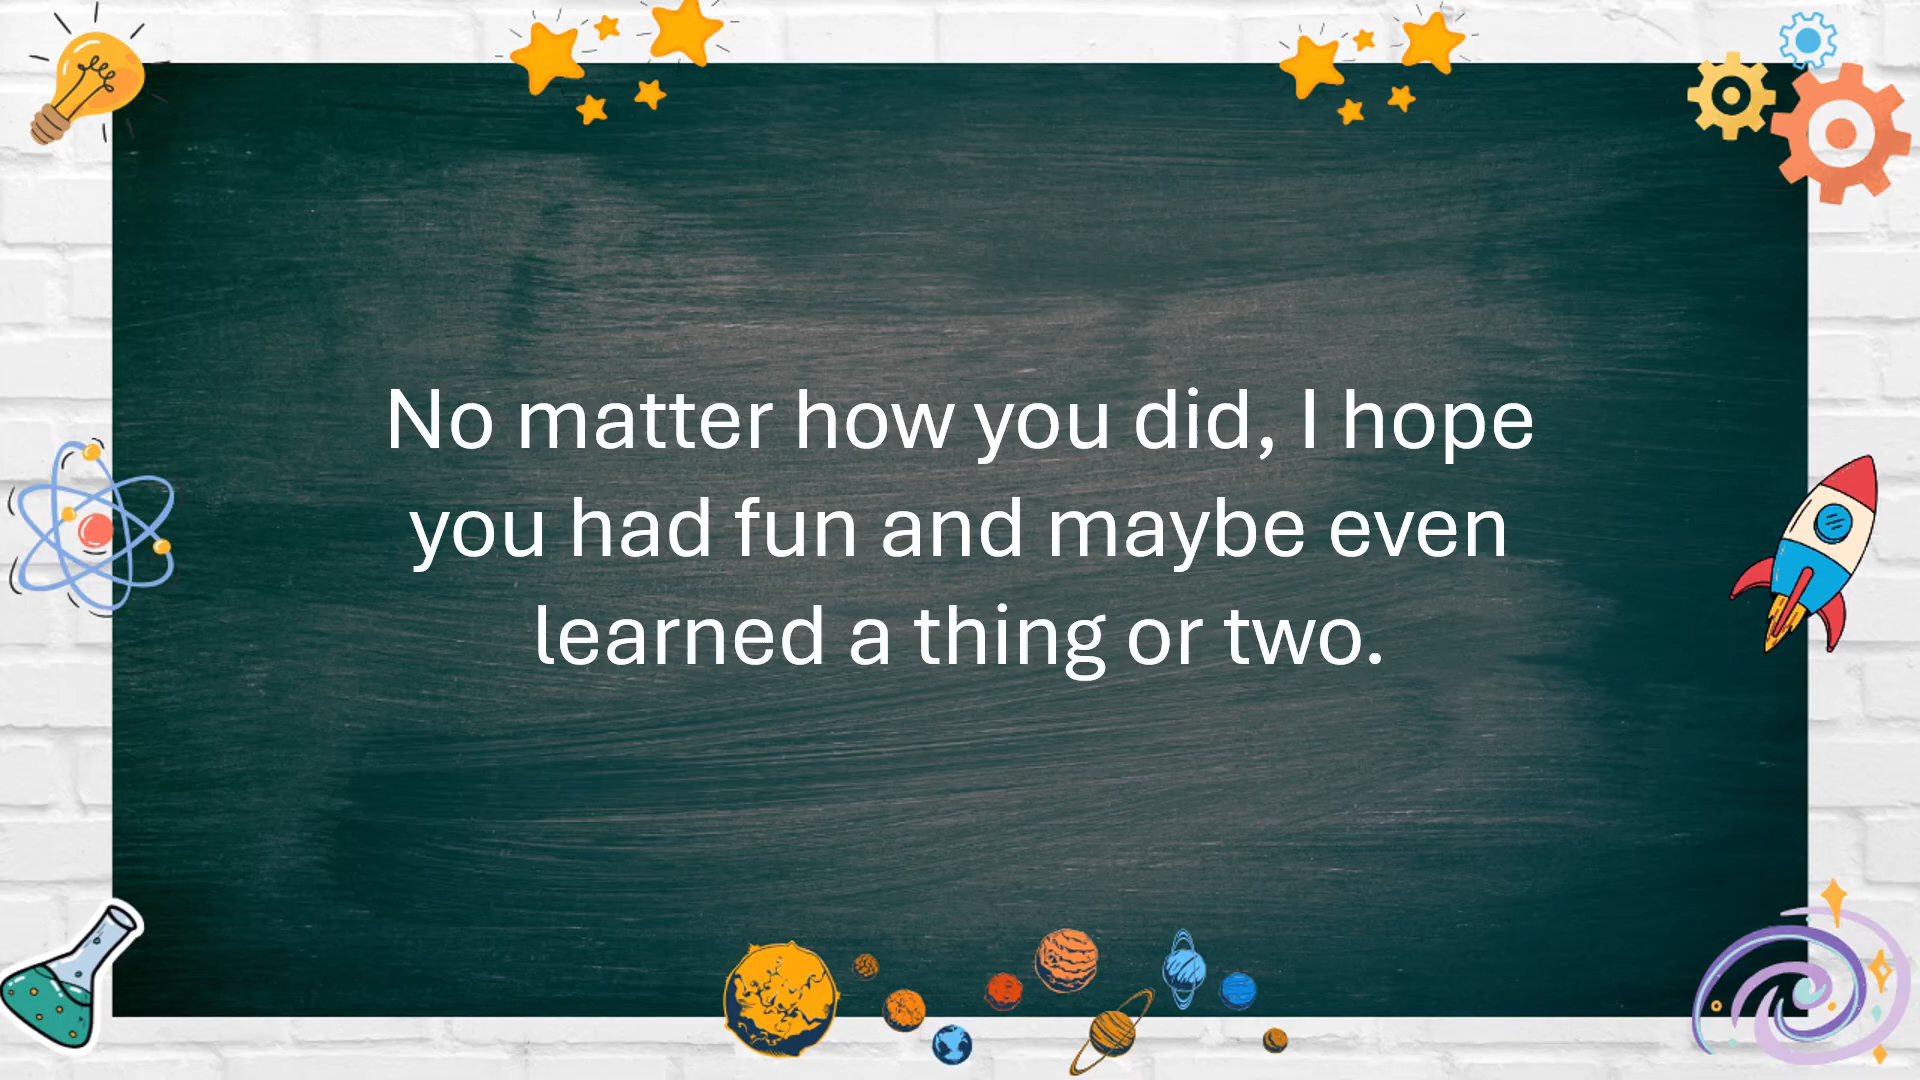 No matter how you did, I hope
you had fun and maybe even
learned a thing or two.